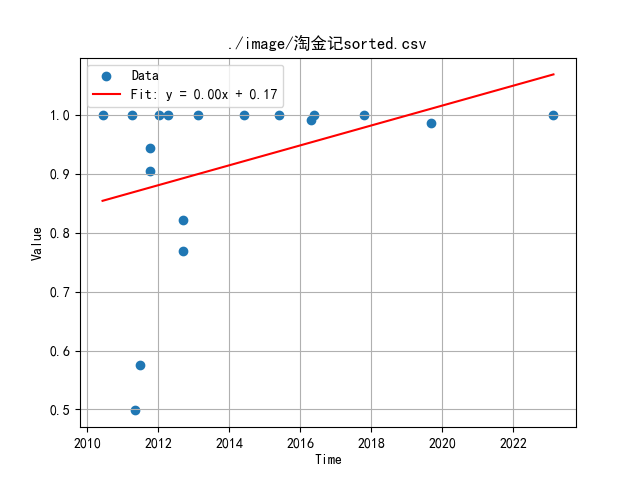 ./image/淘金记sorted.csv
Data
Fit: y = 0.00x + 0.17
1.0
0.9
0.8
0.7
0.6
0.5
Value
2010 2012 2014 2016 2018 2020 2022
Time